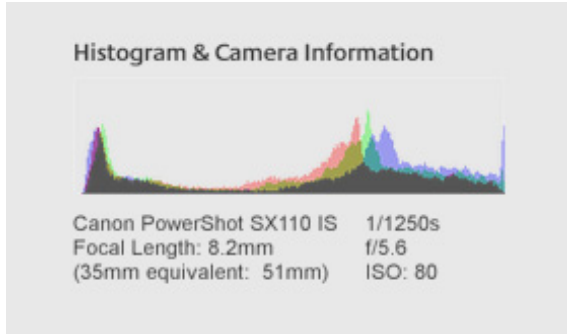 Histogram & Camera Information
Canon PowerShot SX110 IS 1/1250s
Focal Length: 8.2mm f/5.6
(35mm equivalent: 51mm) ISO: 80